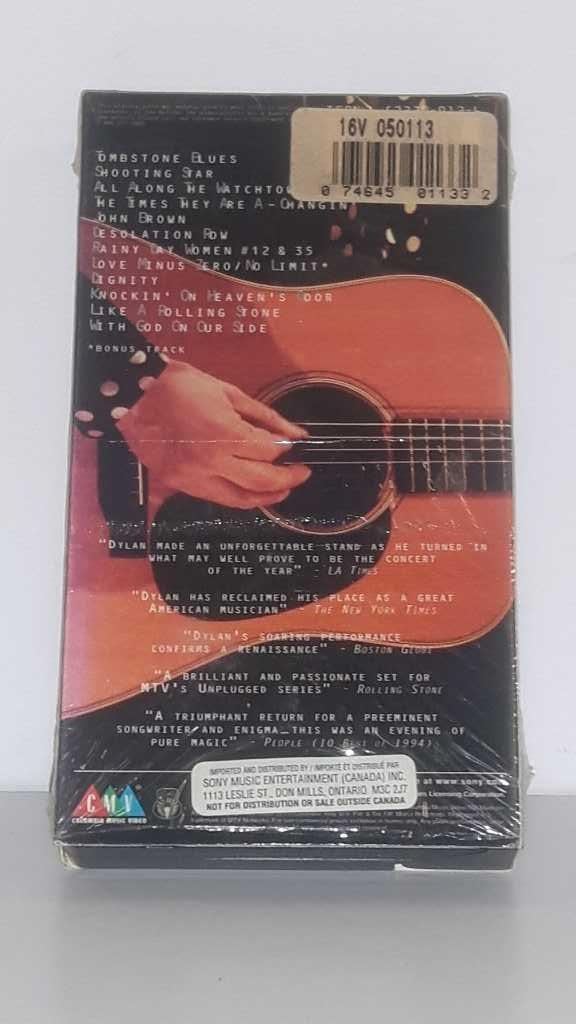 16V 050113
0 74645 01133 2
TOMBSTONE BLUES
SHOOTING STAR
ALL ALONG THE WATCHTOW
THE TIMES THEY ARE A-CHANGIN'
JOHN BROWN
DESOLATION ROW
RAINY DAY WOMEN #12 & 35
LOVE MINUS ZERO/NO LIMIT*
DIGNITY
KNOCKIN' ON HEAVEN'S DOOR
LIKE A ROLLING STONE
WITH GOD ON OUR SIDE
*BONUS TRACK
"DYLAN MADE AN UNFORGETTABLE STAND AS HE TURNED IN
WHAT MAY WELL PROVE TO BE THE CONCERT
OF THE YEAR" - LA TIMES
"DYLAN HAS RECLAIMED HIS PLACE AS A GREAT
AMERICAN MUSICIAN" - THE NEW YORK TIMES
"DYLAN'S SOARING PERFORMANCE
CONFIRMS A RENAISSANCE" - BOSTON GLOBE
"A BRILLIANT AND PASSIONATE SET FOR
MTV'S UNPLUGGED SERIES" - ROLLING STONE
"A TRIUMPHANT RETURN FOR A PREEMINENT
SONGWRITER AND ENIGMA…THIS WAS AN EVENING OF
PURE MAGIC" - PEOPLE (10 BEST OF 1994)
IMPORTED AND DISTRIBUTED BY / IMPORTÉ ET DISTRIBUÉ PAR
SONY MUSIC ENTERTAINMENT (CANADA) INC.
1113 LESLIE ST., DON MILLS, ONTARIO. M3C 2J7
NOT FOR DISTRIBUTION OR SALE OUTSIDE CANADA
at www.sony.com
Licensing Corporation
CMV
COLUMBIA MUSIC VIDEO